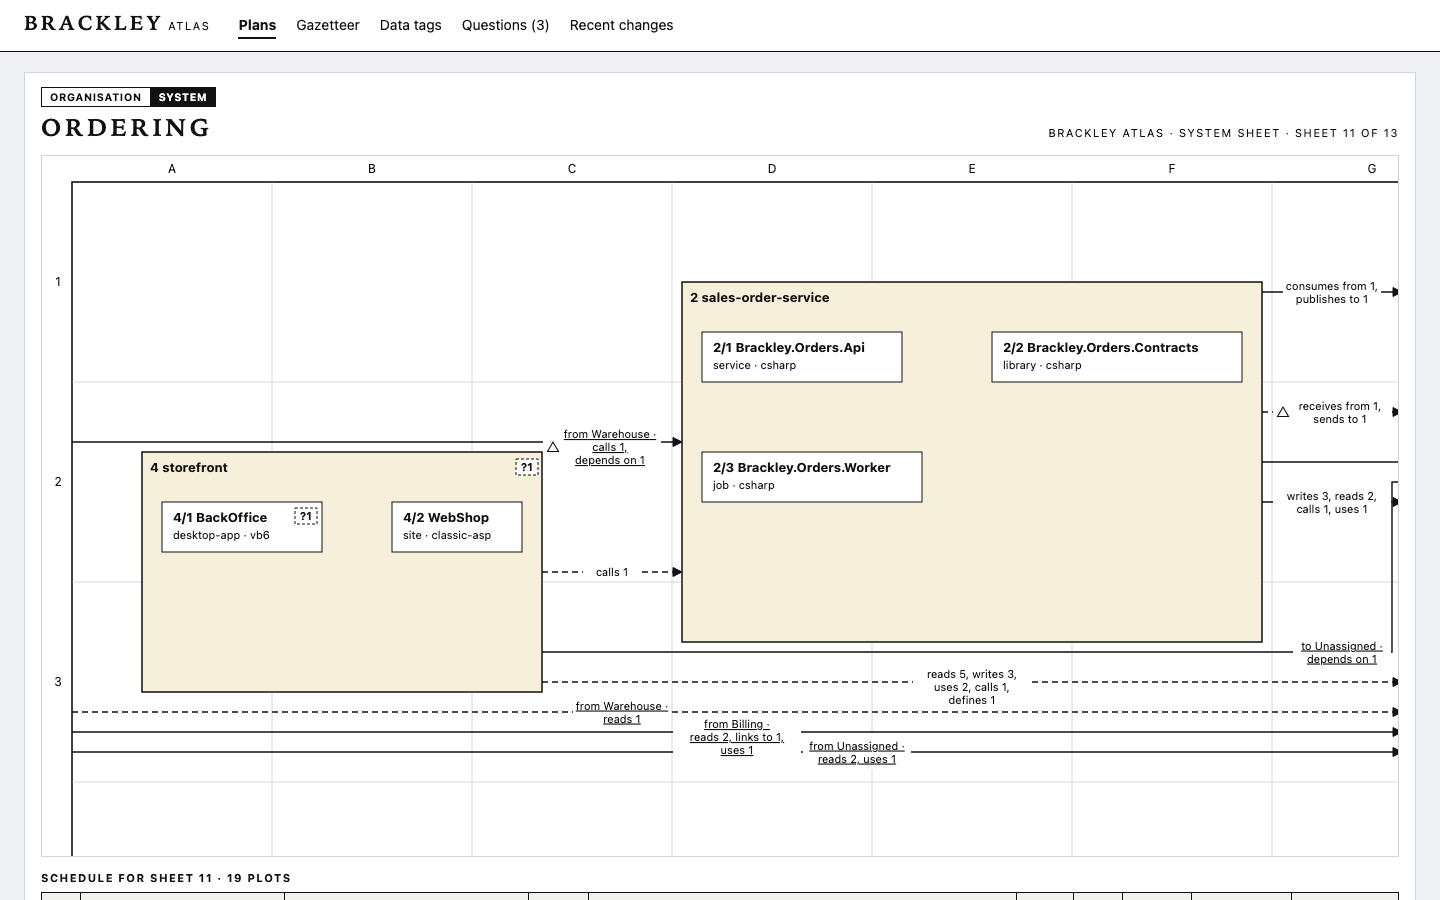 BRACKLEY ATLAS
Plans Gazetteer Data tags Questions (3) Recent changes
ORGANISATION SYSTEM
ORDERING
BRACKLEY ATLAS · SYSTEM SHEET · SHEET 11 OF 13
A B C D E F G
1
2 sales-order-service
consumes from 1,
publishes to 1
2/1 Brackley.Orders.Api
service · csharp
2/2 Brackley.Orders.Contracts
library · csharp
receives from 1,
sends to 1
from Warehouse ·
calls 1,
depends on 1
2
4 storefront
?1
2/3 Brackley.Orders.Worker
job · csharp
writes 3, reads 2,
calls 1, uses 1
4/1 BackOffice
?1
desktop-app · vb6
4/2 WebShop
site · classic-asp
calls 1
to Unassigned ·
depends on 1
3
reads 5, writes 3,
uses 2, calls 1,
defines 1
from Warehouse ·
reads 1
from Billing ·
reads 2, links to 1,
uses 1
from Unassigned ·
reads 2, uses 1
SCHEDULE FOR SHEET 11 · 19 PLOTS